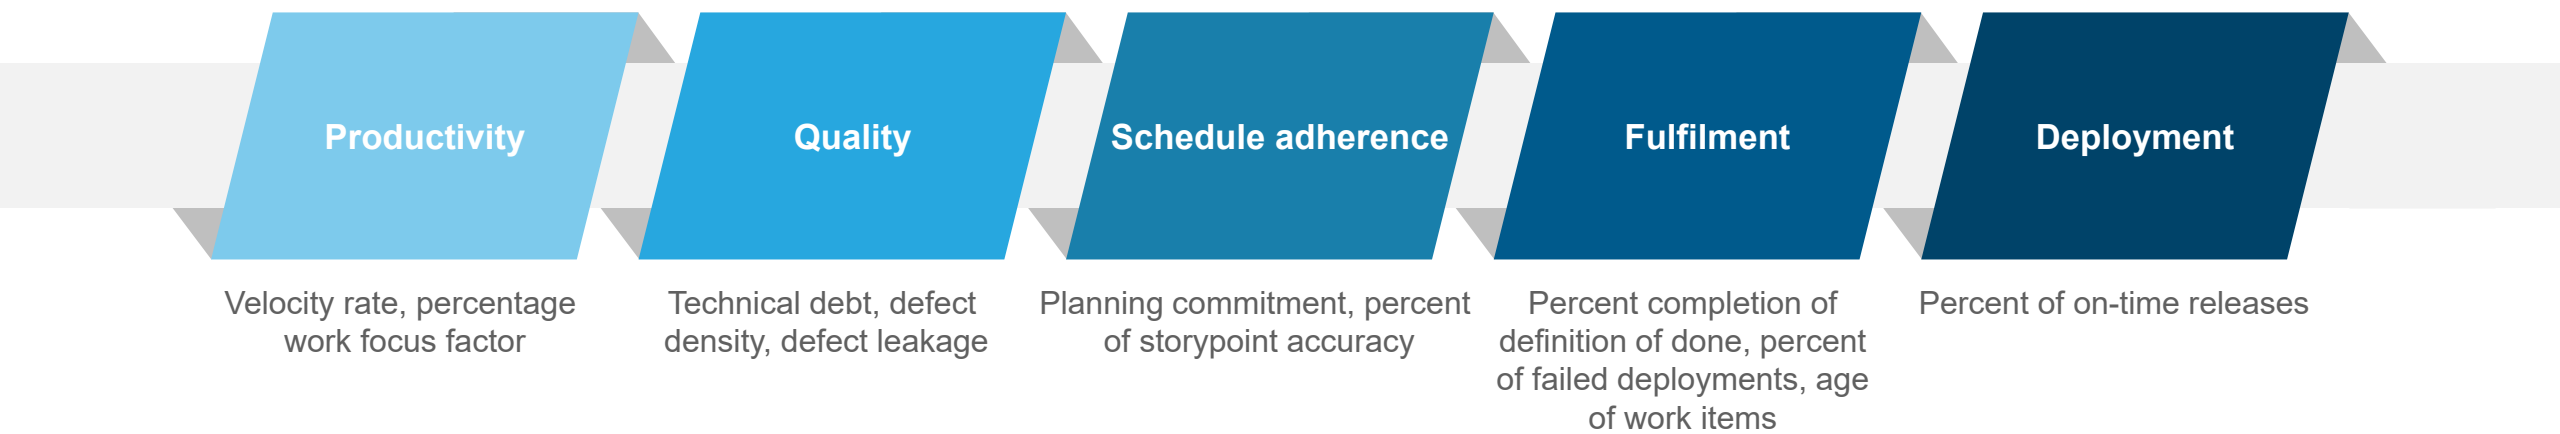 Productivity
Velocity rate, percentage
work focus factor
Quality
Technical debt, defect
density, defect leakage
Schedule adherence
Planning commitment, percent
of storypoint accuracy
Fulfilment
Percent completion of
definition of done, percent
of failed deployments, age
of work items
Deployment
Percent of on-time releases